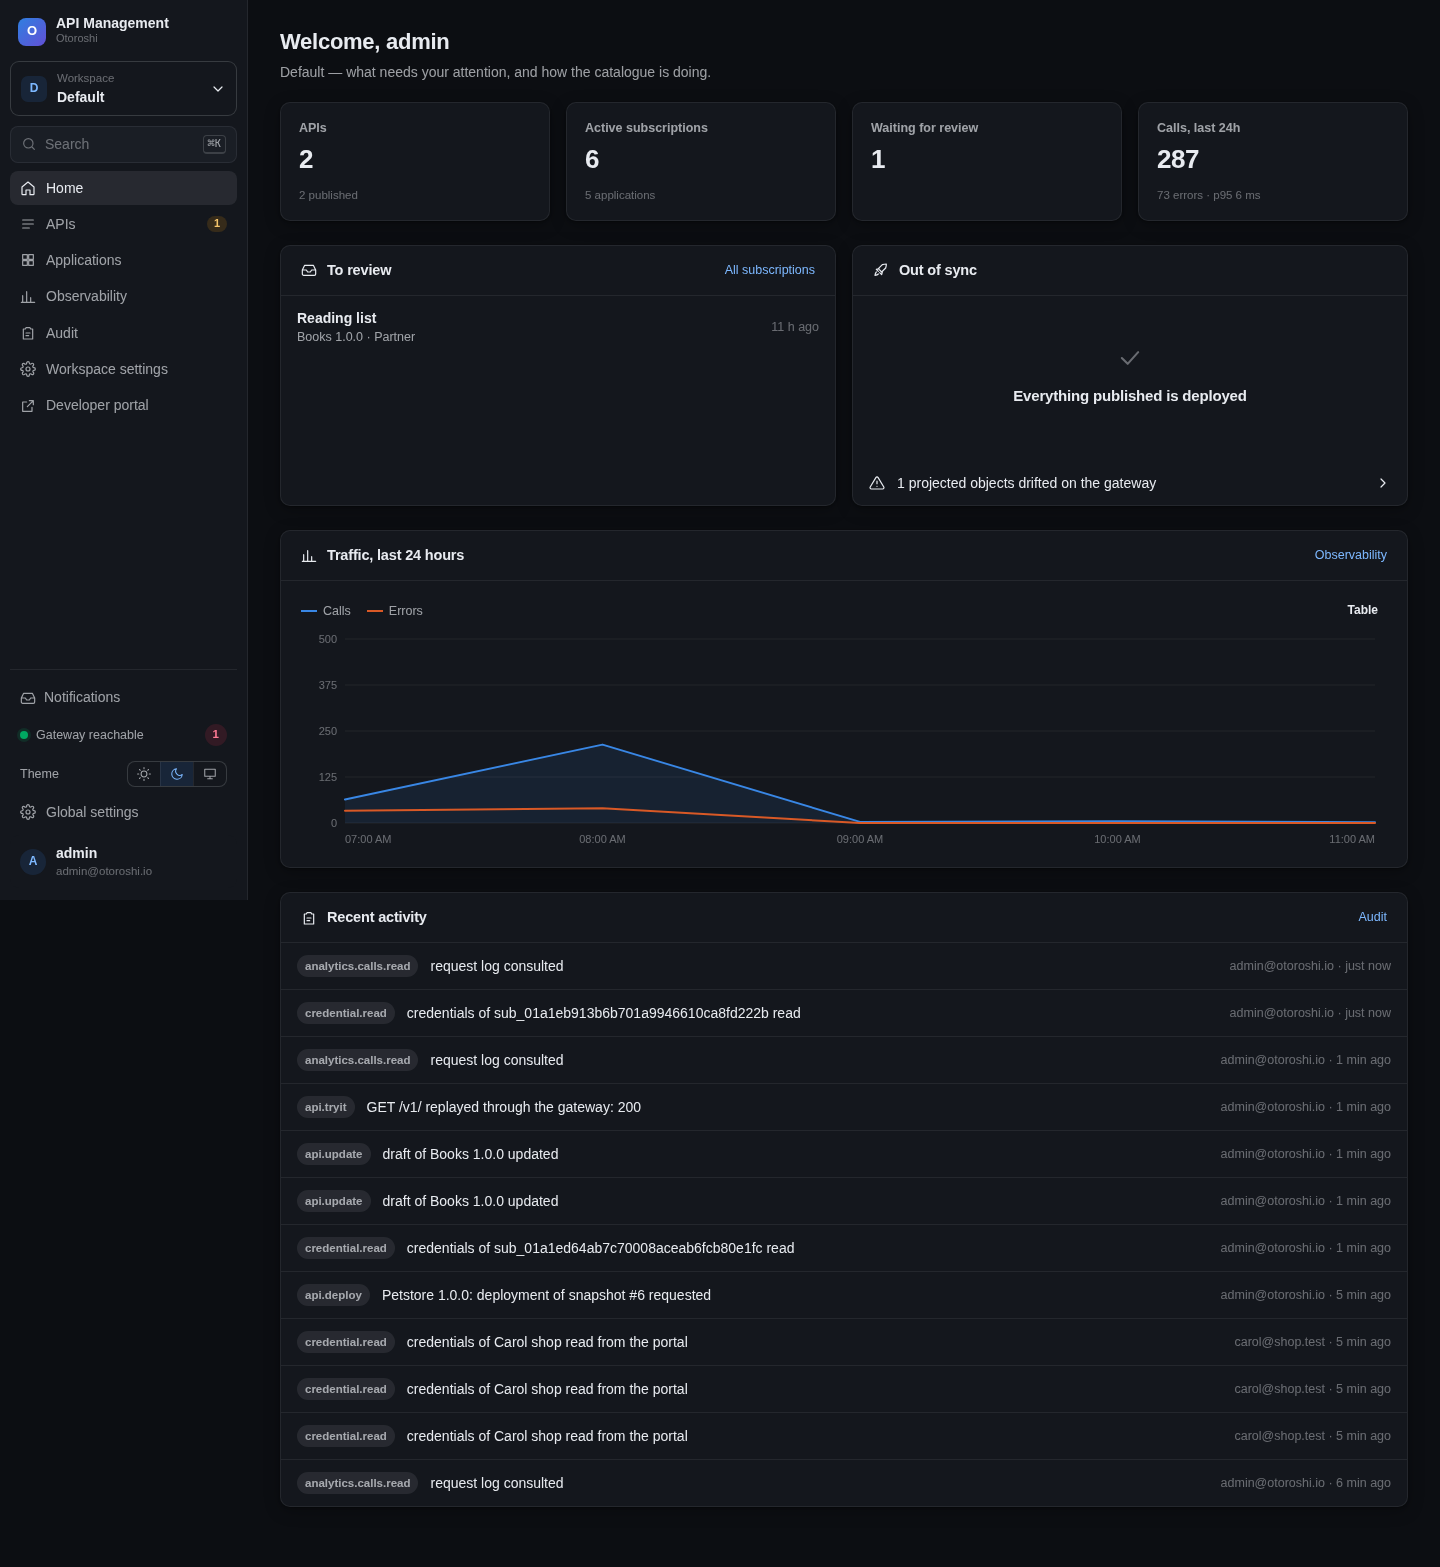 O
API Management
Otoroshi
D
Workspace
Default
Search
⌘K
Home
APIs
1
Applications
Observability
Audit
Workspace settings
Developer portal
Notifications
Gateway reachable
1
Theme
Global settings
A
admin
admin@otoroshi.io
Welcome, admin
Default — what needs your attention, and how the catalogue is doing.
APIs
2
2 published
Active subscriptions
6
5 applications
Waiting for review
1
Calls, last 24h
287
73 errors · p95 6 ms
To review
All subscriptions
Reading list
Books 1.0.0 · Partner
11 h ago
Out of sync
Everything published is deployed
1 projected objects drifted on the gateway
Traffic, last 24 hours
Observability
Calls
Errors
Table
500
375
250
125
0
07:00 AM
08:00 AM
09:00 AM
10:00 AM
11:00 AM
Recent activity
Audit
analytics.calls.read request log consulted admin@otoroshi.io · just now
credential.read credentials of sub_01a1eb913b6b701a9946610ca8fd222b read admin@otoroshi.io · just now
analytics.calls.read request log consulted admin@otoroshi.io · 1 min ago
api.tryit GET /v1/ replayed through the gateway: 200 admin@otoroshi.io · 1 min ago
api.update draft of Books 1.0.0 updated admin@otoroshi.io · 1 min ago
api.update draft of Books 1.0.0 updated admin@otoroshi.io · 1 min ago
credential.read credentials of sub_01a1ed64ab7c70008aceab6fcb80e1fc read admin@otoroshi.io · 1 min ago
api.deploy Petstore 1.0.0: deployment of snapshot #6 requested admin@otoroshi.io · 5 min ago
credential.read credentials of Carol shop read from the portal carol@shop.test · 5 min ago
credential.read credentials of Carol shop read from the portal carol@shop.test · 5 min ago
credential.read credentials of Carol shop read from the portal carol@shop.test · 5 min ago
analytics.calls.read request log consulted admin@otoroshi.io · 6 min ago